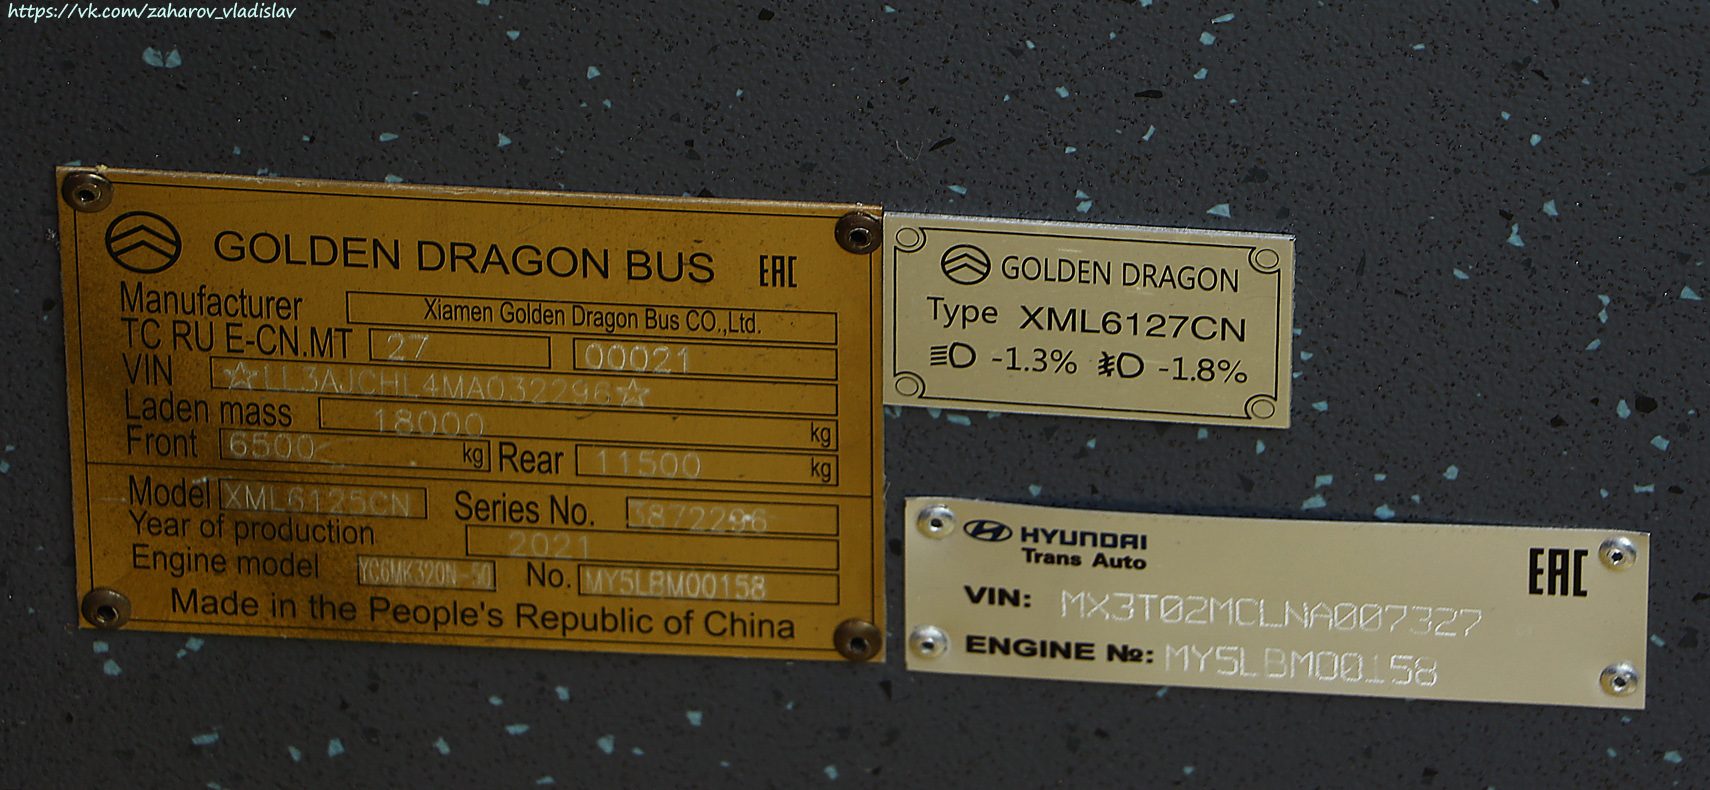 https://vk.com/zaharov_vladislav
GOLDEN DRAGON BUS EAC
Manufacturer Xiamen Golden Dragon Bus CO.,Ltd.
TC RU E-CN.MT 27 00021
VIN ☆LL3AJCHL4MA032296☆
Laden mass 18000 kg
Front 6500 kg Rear 11500 kg
Model XML6125CN Series No. 3872296
Year of production 2021
Engine model YC6MK320N-50 No. MY5LBM00158
Made in the People's Republic of China
GOLDEN DRAGON
Type XML6127CN
-1.3% -1.8%
HYUNDAI
Trans Auto
EAC
VIN: MX3T02MCLNA007327
ENGINE №: MY5LBM00158